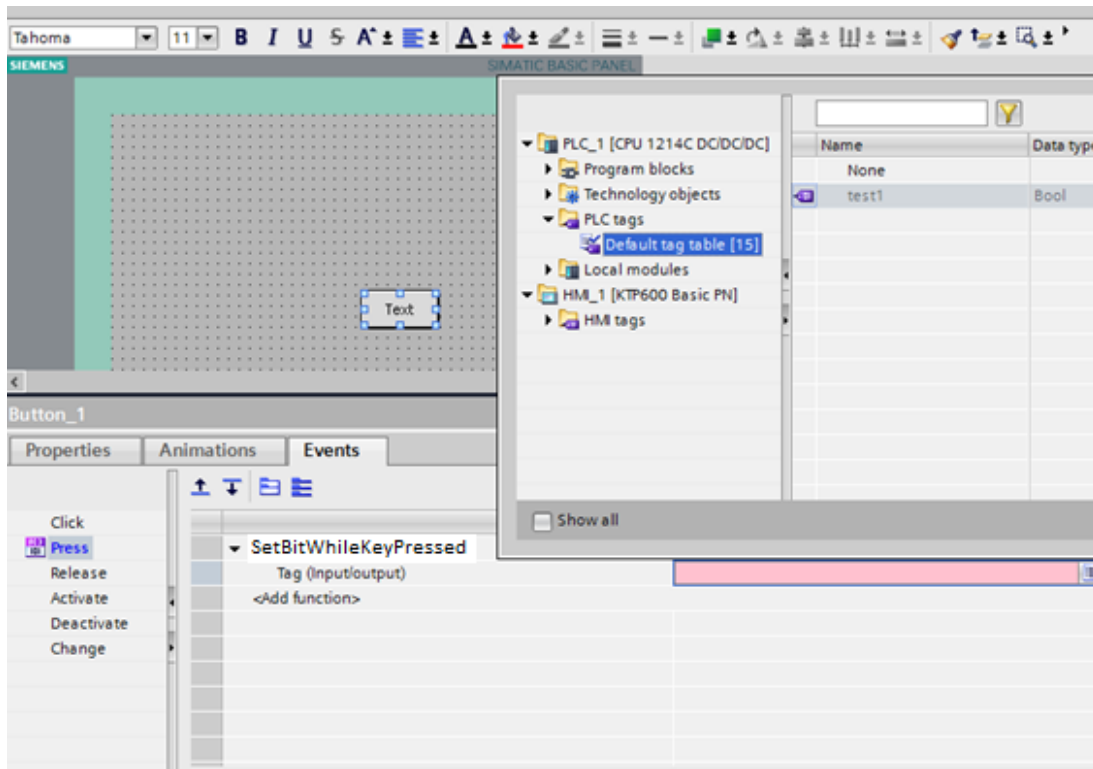 Tahoma 11 B I U S A
SIEMENS SIMATIC BASIC PANEL
PLC_1 [CPU 1214C DC/DC/DC]
Program blocks
Technology objects
PLC tags
Default tag table [15]
Local modules
HMI_1 [KTP600 Basic PN]
HMI tags
Name Data type
None
test1 Bool
Show all
Text
Button_1
Properties Animations Events
Click
Press
Release
Activate
Deactivate
Change
SetBitWhileKeyPressed
Tag (Input/output)
<Add function>